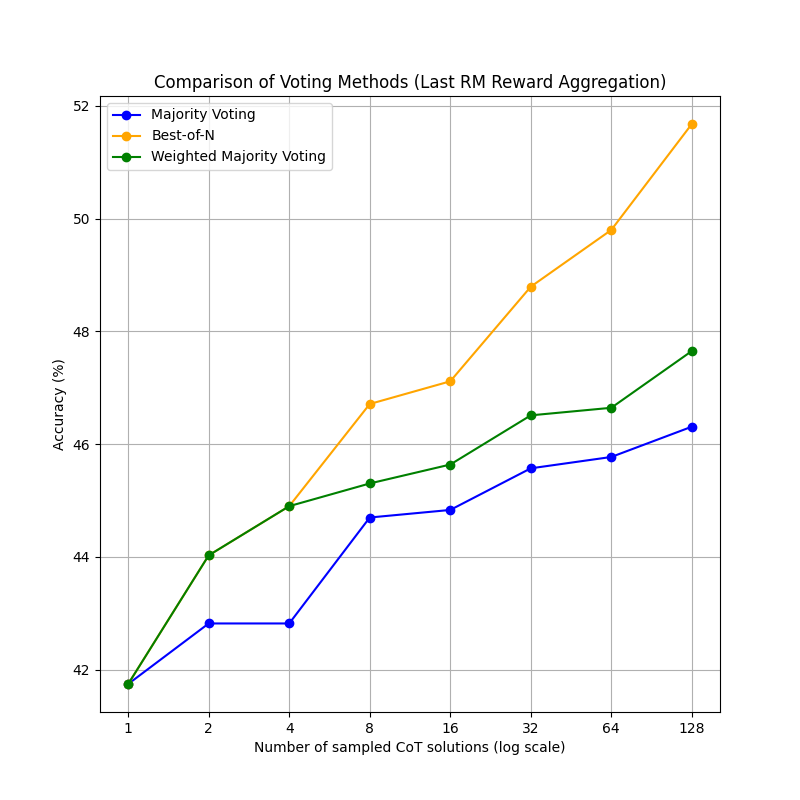 Comparison of Voting Methods (Last RM Reward Aggregation)
Majority Voting
Best-of-N
Weighted Majority Voting
52
50
48
46
44
42
Accuracy (%)
1 2 4 8 16 32 64 128
Number of sampled CoT solutions (log scale)